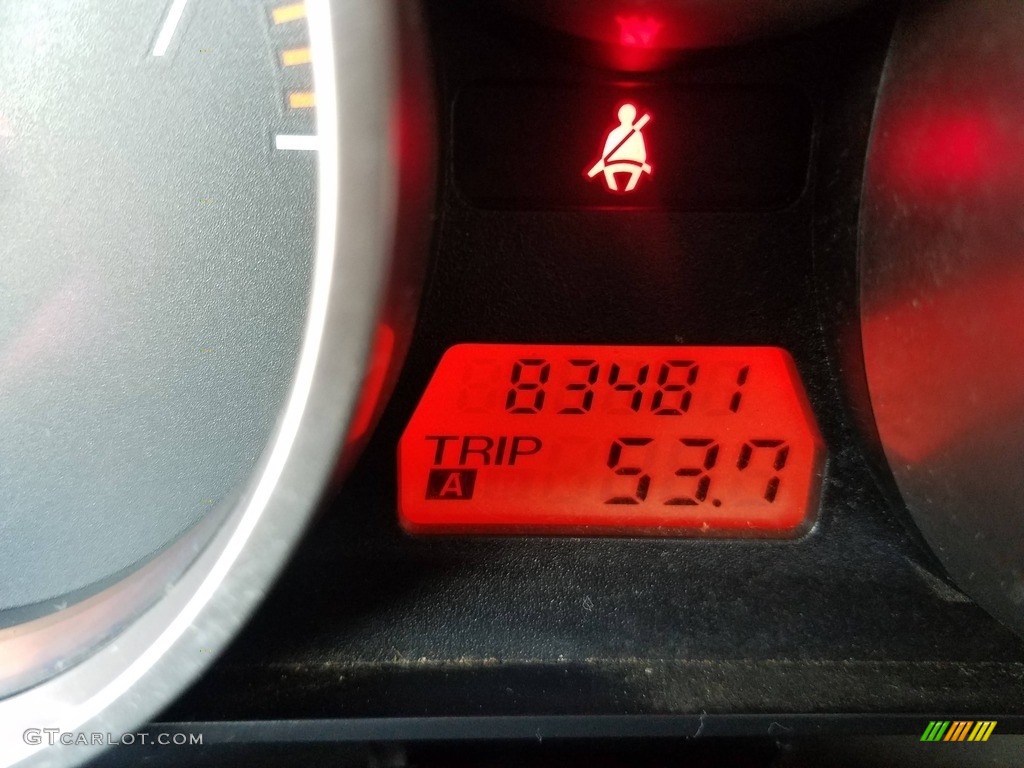 83481
TRIP
A 53.7
GTCARLOT.COM